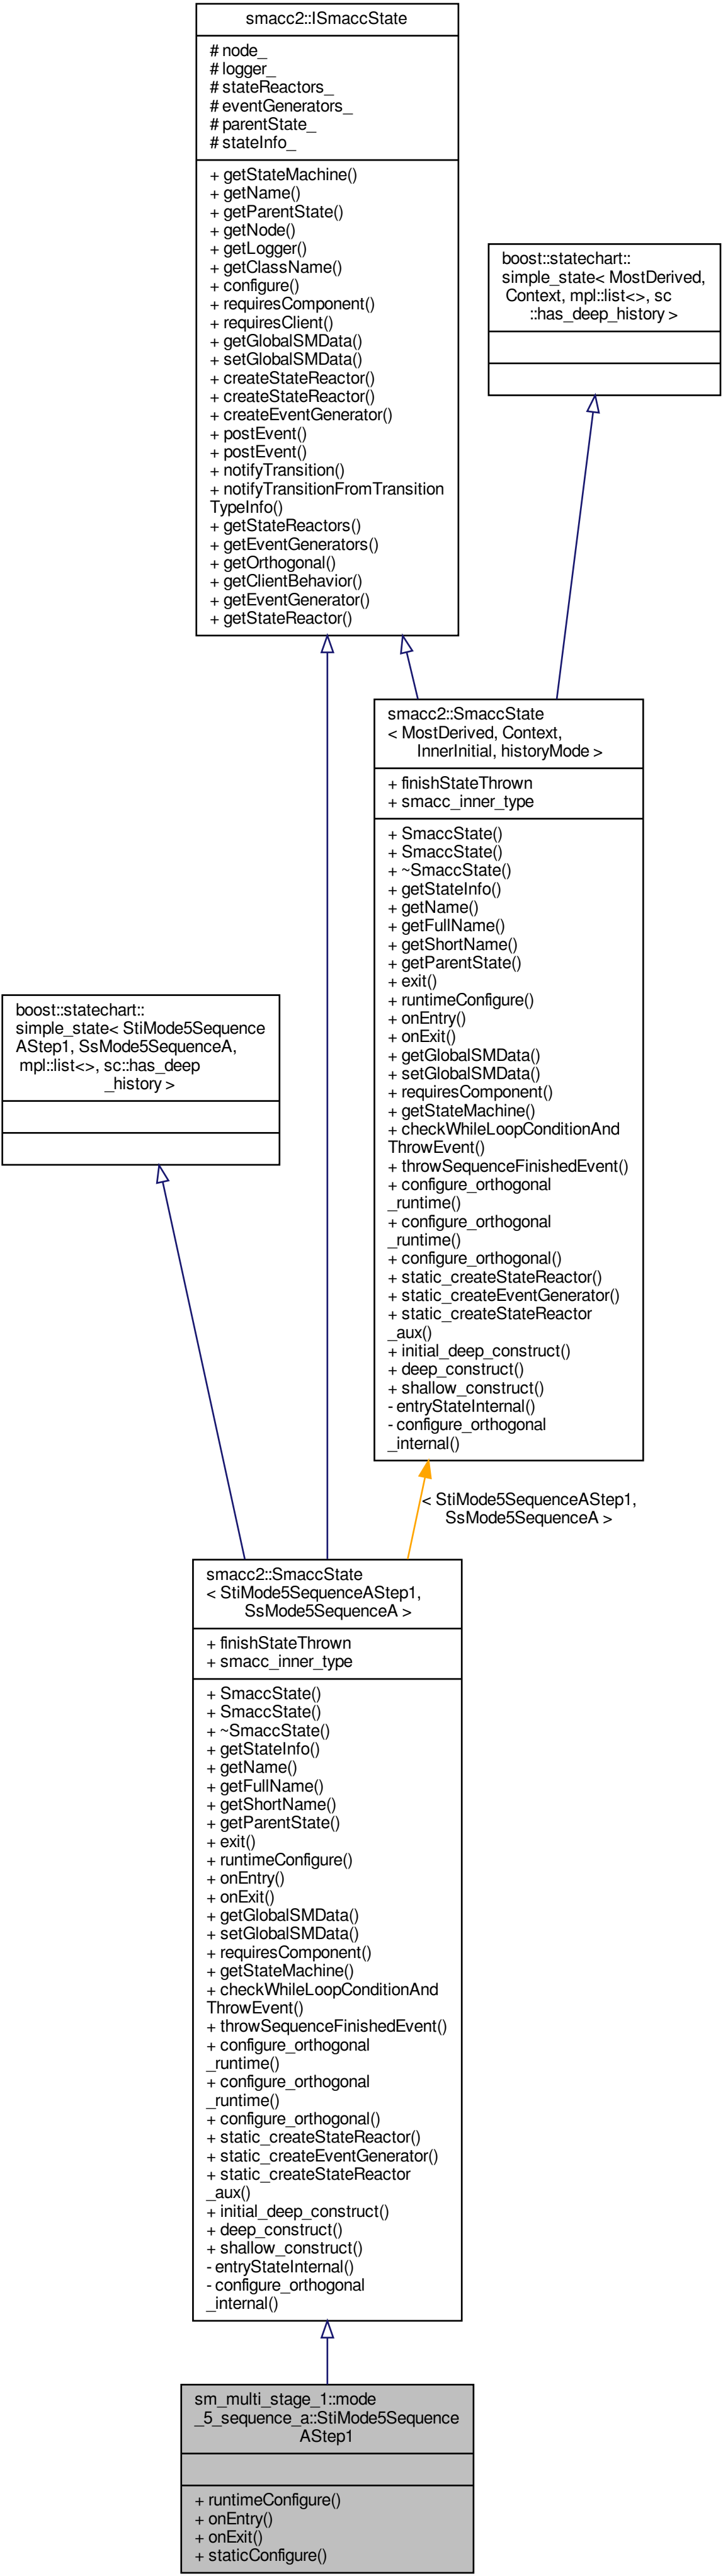 smacc2::ISmaccState
# node_
# logger_
# stateReactors_
# eventGenerators_
# parentState_
# stateInfo_
+ getStateMachine()
+ getName()
+ getParentState()
+ getNode()
+ getLogger()
+ getClassName()
+ configure()
+ requiresComponent()
+ requiresClient()
+ getGlobalSMData()
+ setGlobalSMData()
+ createStateReactor()
+ createStateReactor()
+ createEventGenerator()
+ postEvent()
+ postEvent()
+ notifyTransition()
+ notifyTransitionFromTransition
TypeInfo()
+ getStateReactors()
+ getEventGenerators()
+ getOrthogonal()
+ getClientBehavior()
+ getEventGenerator()
+ getStateReactor()
boost::statechart::
simple_state< MostDerived,
Context, mpl::list<>, sc
::has_deep_history >
smacc2::SmaccState
< MostDerived, Context,
InnerInitial, historyMode >
+ finishStateThrown
+ smacc_inner_type
+ SmaccState()
+ SmaccState()
+ ~SmaccState()
+ getStateInfo()
+ getName()
+ getFullName()
+ getShortName()
+ getParentState()
+ exit()
+ runtimeConfigure()
+ onEntry()
+ onExit()
+ getGlobalSMData()
+ setGlobalSMData()
+ requiresComponent()
+ getStateMachine()
+ checkWhileLoopConditionAnd
ThrowEvent()
+ throwSequenceFinishedEvent()
+ configure_orthogonal
_runtime()
+ configure_orthogonal
_runtime()
+ configure_orthogonal()
+ static_createStateReactor()
+ static_createEventGenerator()
+ static_createStateReactor
_aux()
+ initial_deep_construct()
+ deep_construct()
+ shallow_construct()
- entryStateInternal()
- configure_orthogonal
_internal()
boost::statechart::
simple_state< StiMode5Sequence
AStep1, SsMode5SequenceA,
mpl::list<>, sc::has_deep
_history >
< StiMode5SequenceAStep1,
SsMode5SequenceA >
smacc2::SmaccState
< StiMode5SequenceAStep1,
SsMode5SequenceA >
+ finishStateThrown
+ smacc_inner_type
+ SmaccState()
+ SmaccState()
+ ~SmaccState()
+ getStateInfo()
+ getName()
+ getFullName()
+ getShortName()
+ getParentState()
+ exit()
+ runtimeConfigure()
+ onEntry()
+ onExit()
+ getGlobalSMData()
+ setGlobalSMData()
+ requiresComponent()
+ getStateMachine()
+ checkWhileLoopConditionAnd
ThrowEvent()
+ throwSequenceFinishedEvent()
+ configure_orthogonal
_runtime()
+ configure_orthogonal
_runtime()
+ configure_orthogonal()
+ static_createStateReactor()
+ static_createEventGenerator()
+ static_createStateReactor
_aux()
+ initial_deep_construct()
+ deep_construct()
+ shallow_construct()
- entryStateInternal()
- configure_orthogonal
_internal()
sm_multi_stage_1::mode
_5_sequence_a::StiMode5Sequence
AStep1
+ runtimeConfigure()
+ onEntry()
+ onExit()
+ staticConfigure()